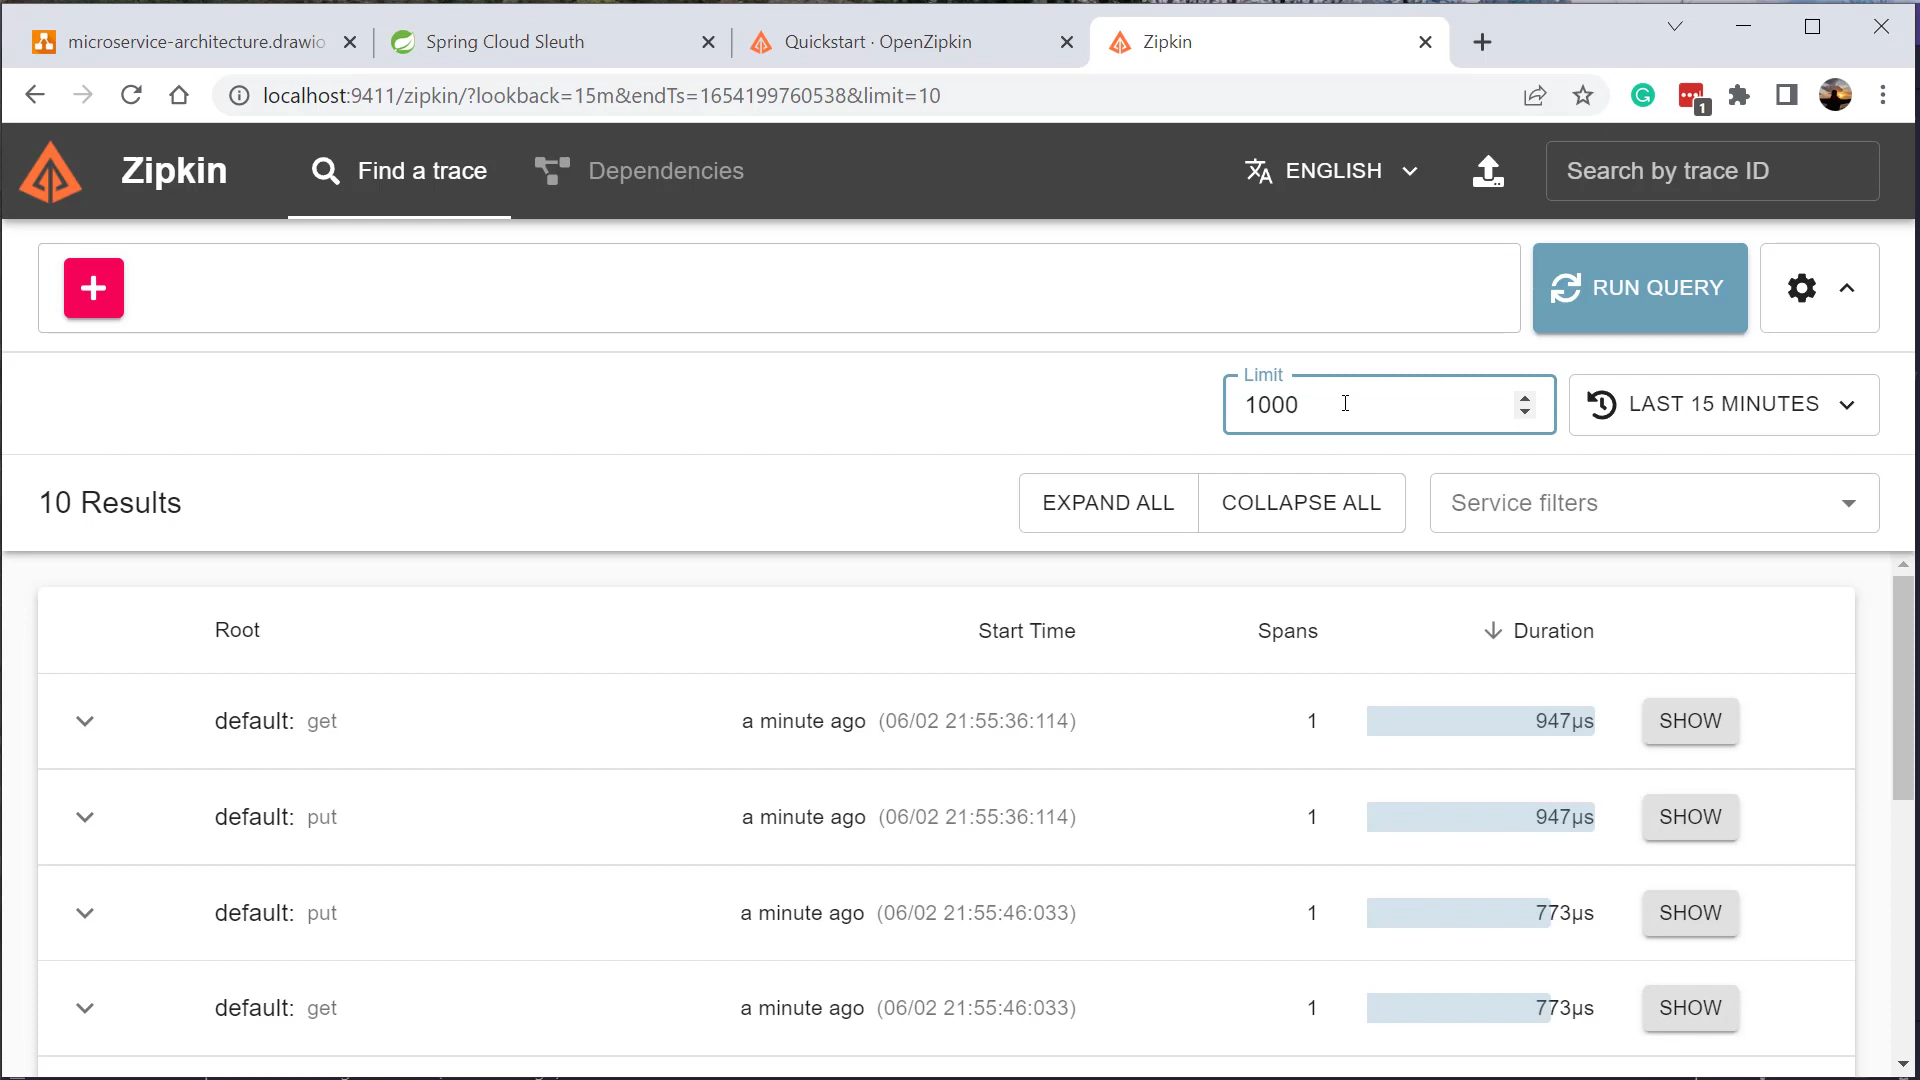 microservice-architecture.drawio
Spring Cloud Sleuth
Quickstart · OpenZipkin
Zipkin
localhost:9411/zipkin/?lookback=15m&endTs=1654199760538&limit=10
1
Zipkin
Find a trace
Dependencies
ENGLISH
Search by trace ID
RUN QUERY
Limit
1000
LAST 15 MINUTES
10 Results
EXPAND ALL
COLLAPSE ALL
Service filters
Root
Start Time
Spans
Duration
default: get a minute ago (06/02 21:55:36:114) 1 947µs SHOW
default: put a minute ago (06/02 21:55:36:114) 1 947µs SHOW
default: put a minute ago (06/02 21:55:46:033) 1 773µs SHOW
default: get a minute ago (06/02 21:55:46:033) 1 773µs SHOW